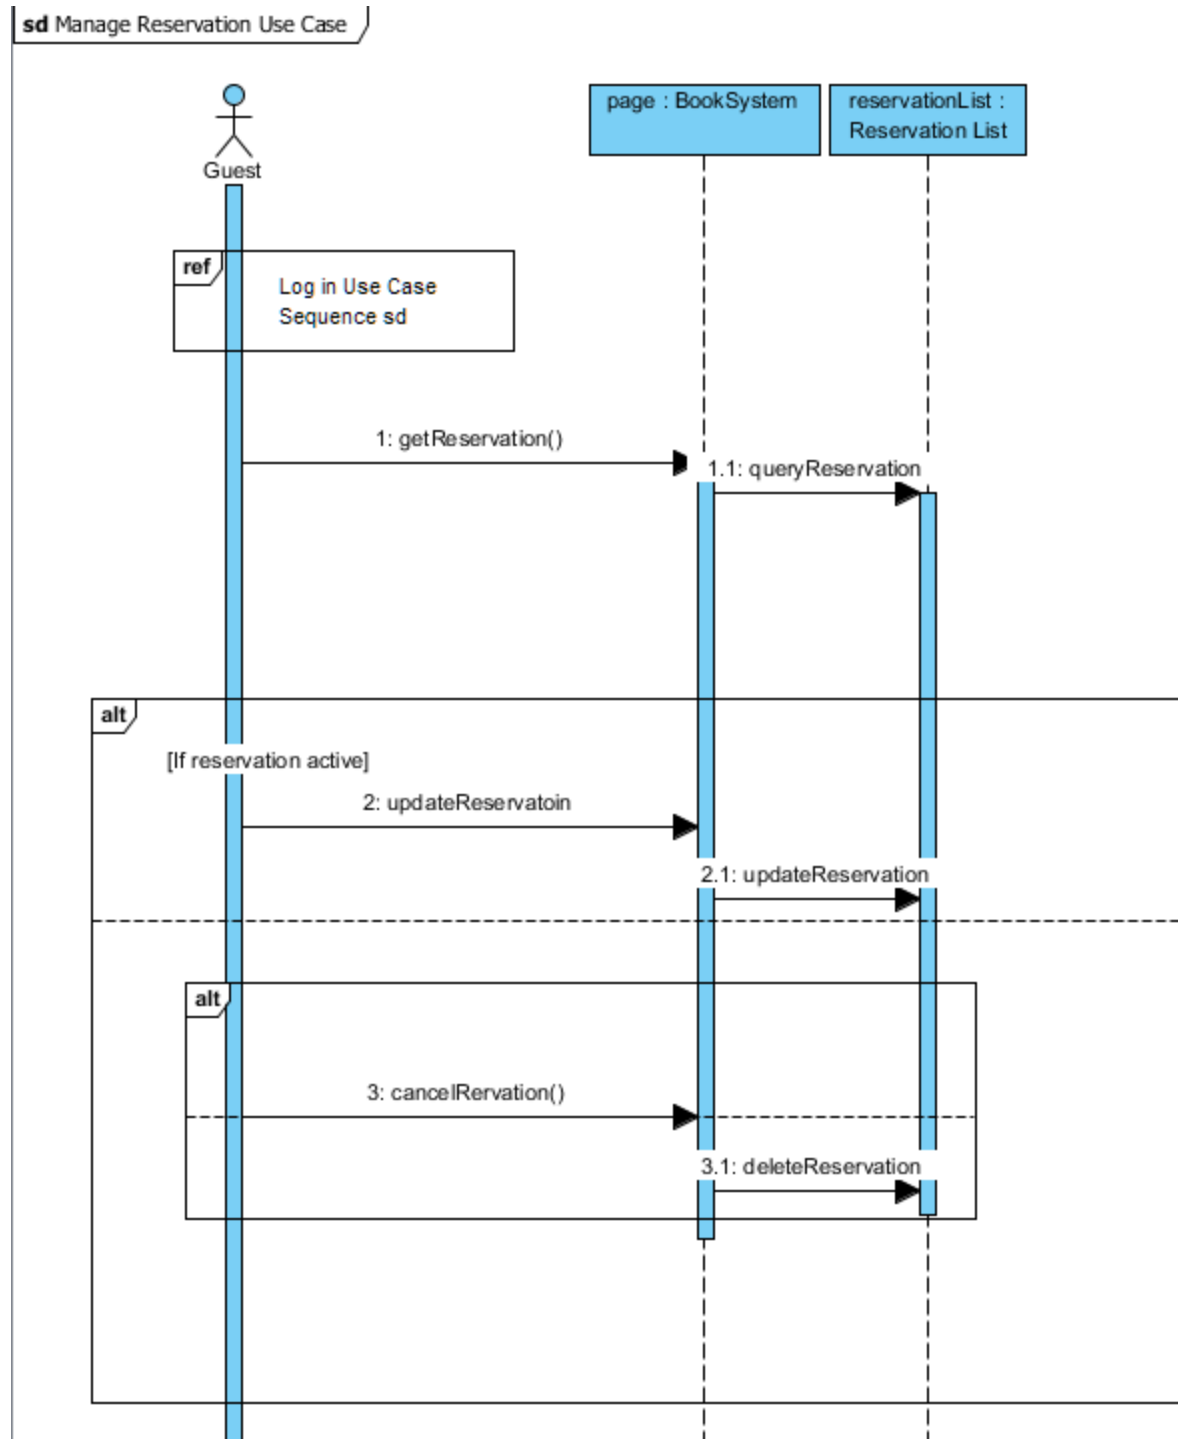 sd Manage Reservation Use Case
page : BookSystem
reservationList :
Reservation List
Guest
ref
Log in Use Case
Sequence sd
1: getReservation()
1.1: queryReservation
alt
[If reservation active]
2: updateReservatoin
2.1: updateReservation
alt
3: cancelRervation()
3.1: deleteReservation